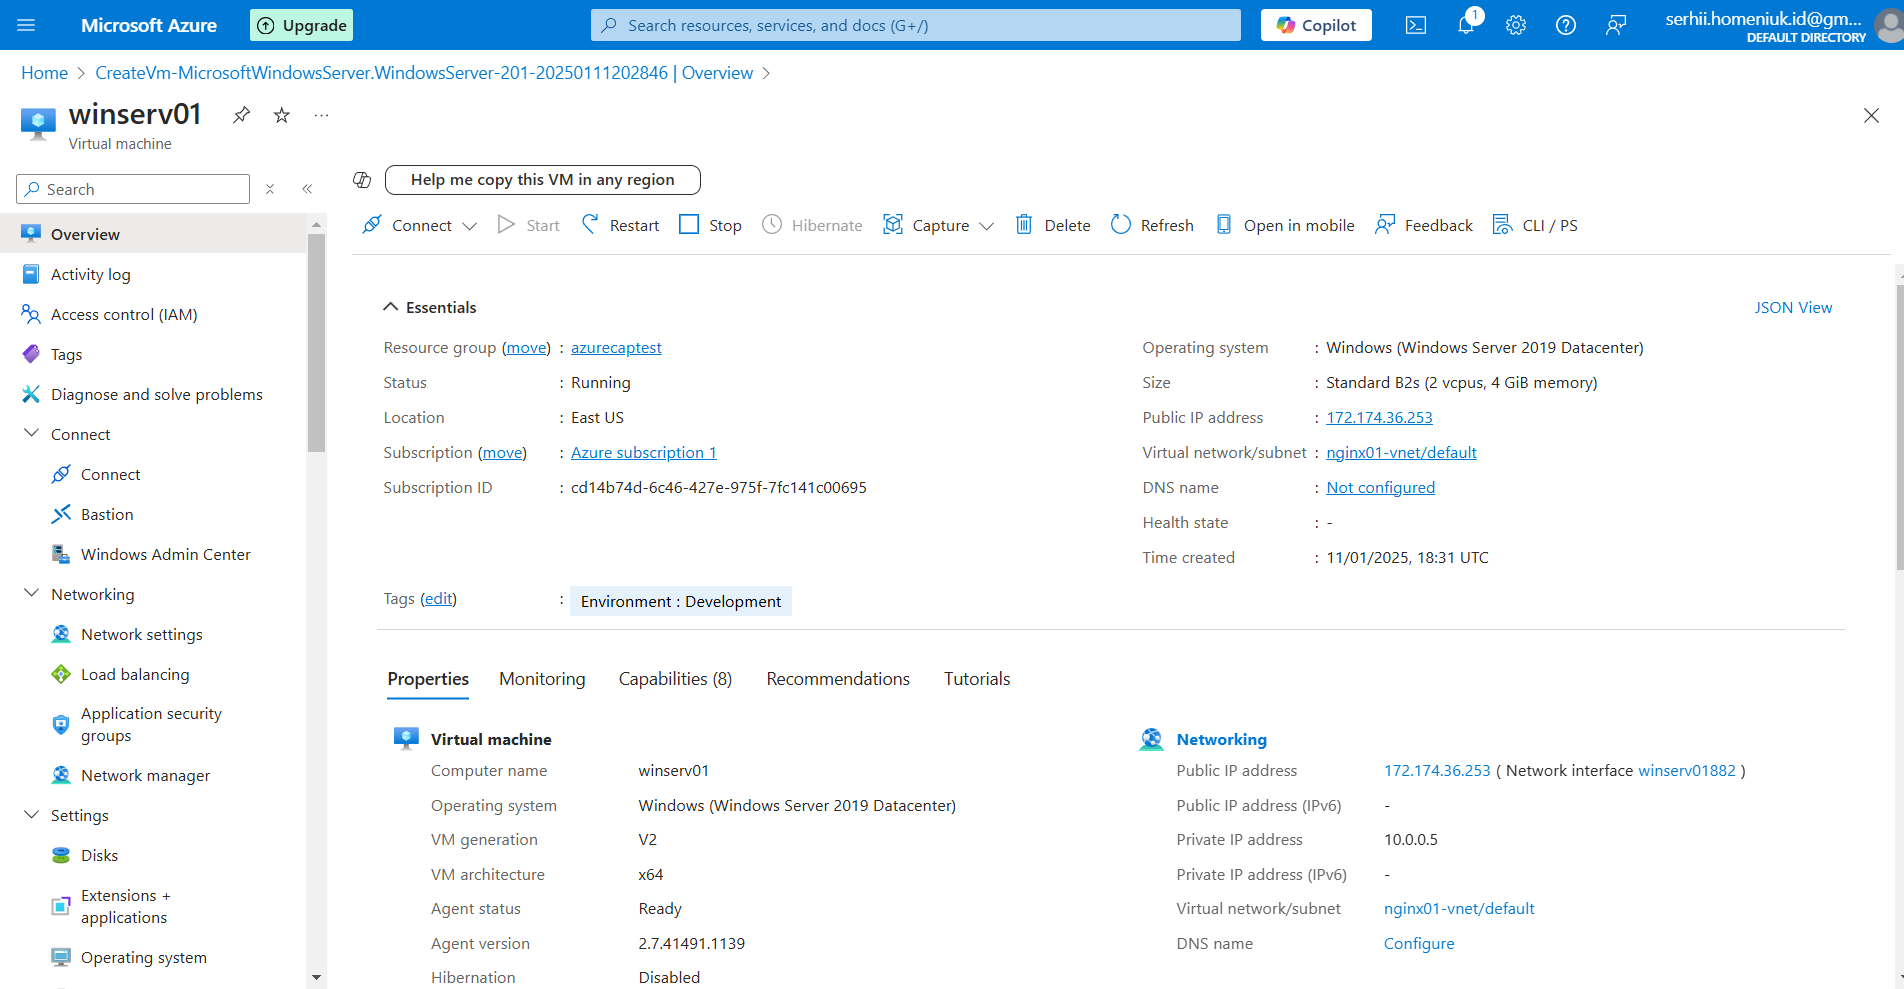 Microsoft Azure
Upgrade
Search resources, services, and docs (G+/)
Copilot
1
serhii.homeniuk.id@gm...
DEFAULT DIRECTORY
Home > CreateVm-MicrosoftWindowsServer.WindowsServer-201-20250111202846 | Overview >
winserv01
...
Virtual machine
Search
Overview
Activity log
Access control (IAM)
Tags
Diagnose and solve problems
Connect
Connect
Bastion
Windows Admin Center
Networking
Network settings
Load balancing
Application security
groups
Network manager
Settings
Disks
Extensions +
applications
Operating system
Help me copy this VM in any region
Connect Start Restart Stop Hibernate Capture Delete Refresh Open in mobile Feedback CLI / PS
Essentials
JSON View
Resource group (move) : azurecaptest
Status : Running
Location : East US
Subscription (move) : Azure subscription 1
Subscription ID : cd14b74d-6c46-427e-975f-7fc141c00695
Operating system : Windows (Windows Server 2019 Datacenter)
Size : Standard B2s (2 vcpus, 4 GiB memory)
Public IP address : 172.174.36.253
Virtual network/subnet : nginx01-vnet/default
DNS name : Not configured
Health state : -
Time created : 11/01/2025, 18:31 UTC
Tags (edit) : Environment : Development
Properties Monitoring Capabilities (8) Recommendations Tutorials
Virtual machine
Computer name winserv01
Operating system Windows (Windows Server 2019 Datacenter)
VM generation V2
VM architecture x64
Agent status Ready
Agent version 2.7.41491.1139
Hibernation Disabled
Networking
Public IP address 172.174.36.253 ( Network interface winserv01882 )
Public IP address (IPv6) -
Private IP address 10.0.0.5
Private IP address (IPv6) -
Virtual network/subnet nginx01-vnet/default
DNS name Configure